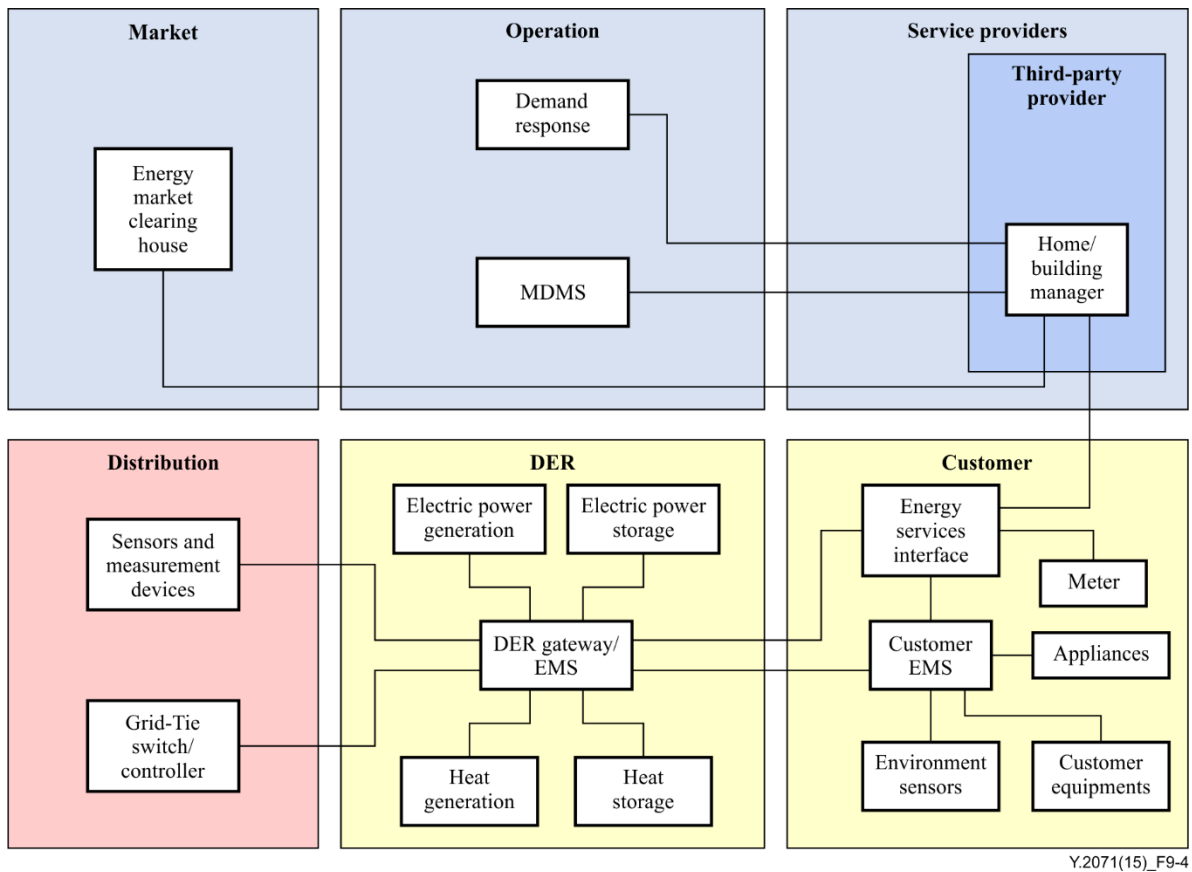 Market
Energy
market
clearing
house
Operation
Demand
response
MDMS
Service providers
Third-party
provider
Home/
building
manager
Distribution
Sensors and
measurement
devices
Grid-Tie
switch/
controller
DER
Electric power
generation
Electric power
storage
DER gateway/
EMS
Heat
generation
Heat
storage
Customer
Energy
services
interface
Meter
Customer
EMS
Appliances
Environment
sensors
Customer
equipments
Y.2071(15)_F9-4